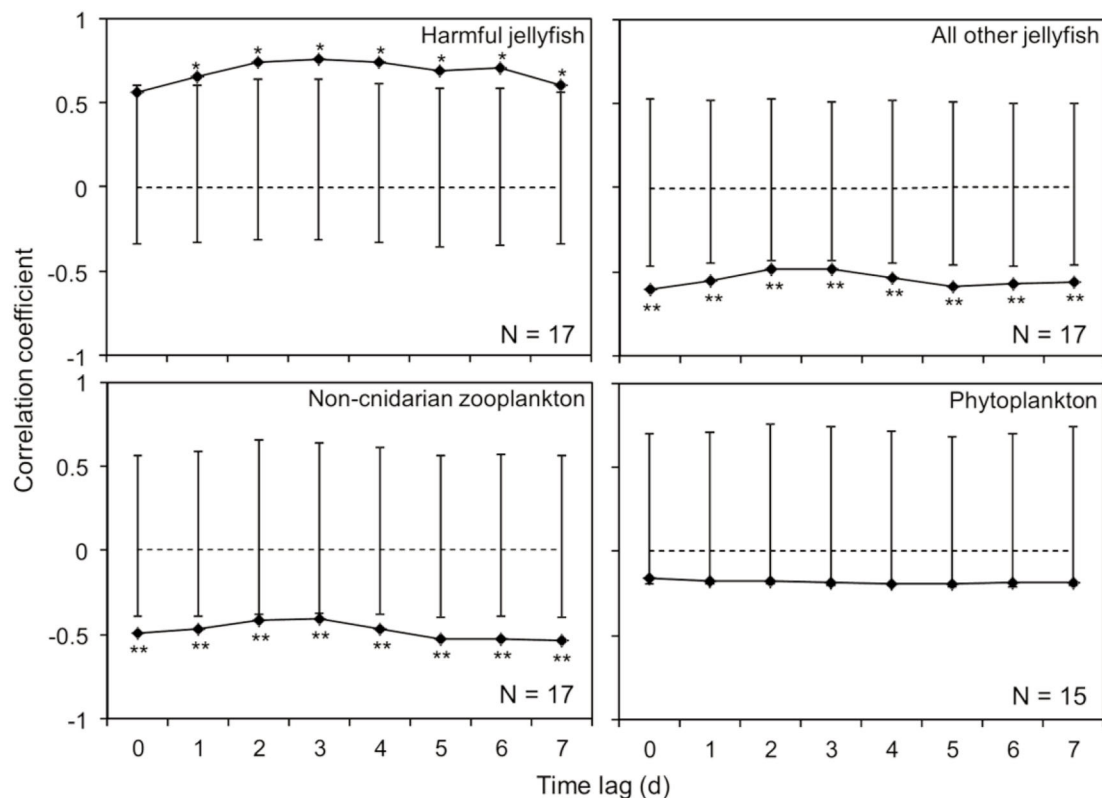 Correlation coefficient
1
0.5
0
-0.5
-1
Harmful jellyfish
* * * * * * *
N = 17
All other jellyfish
** ** ** ** ** ** ** **
N = 17
1
0.5
0
-0.5
-1
Non-cnidarian zooplankton
** ** ** ** ** ** ** **
N = 17
Phytoplankton
N = 15
0 1 2 3 4 5 6 7
0 1 2 3 4 5 6 7
Time lag (d)